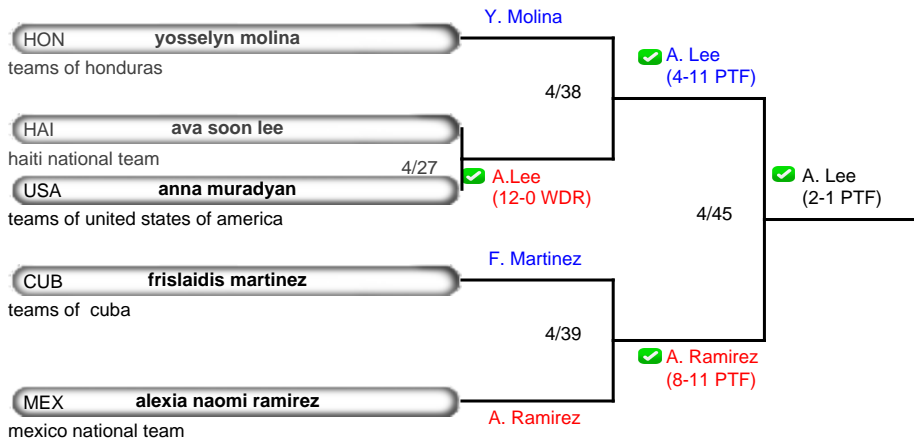 Y. Molina
HON yosselyn molina
teams of honduras
A. Lee
(4-11 PTF)
4/38
HAI ava soon lee
haiti national team
4/27
A.Lee
(12-0 WDR)
USA anna muradyan
teams of united states of america
A. Lee
(2-1 PTF)
4/45
F. Martinez
CUB frislaidis martinez
teams of  cuba
4/39
A. Ramirez
(8-11 PTF)
MEX alexia naomi ramirez
A. Ramirez
mexico national team